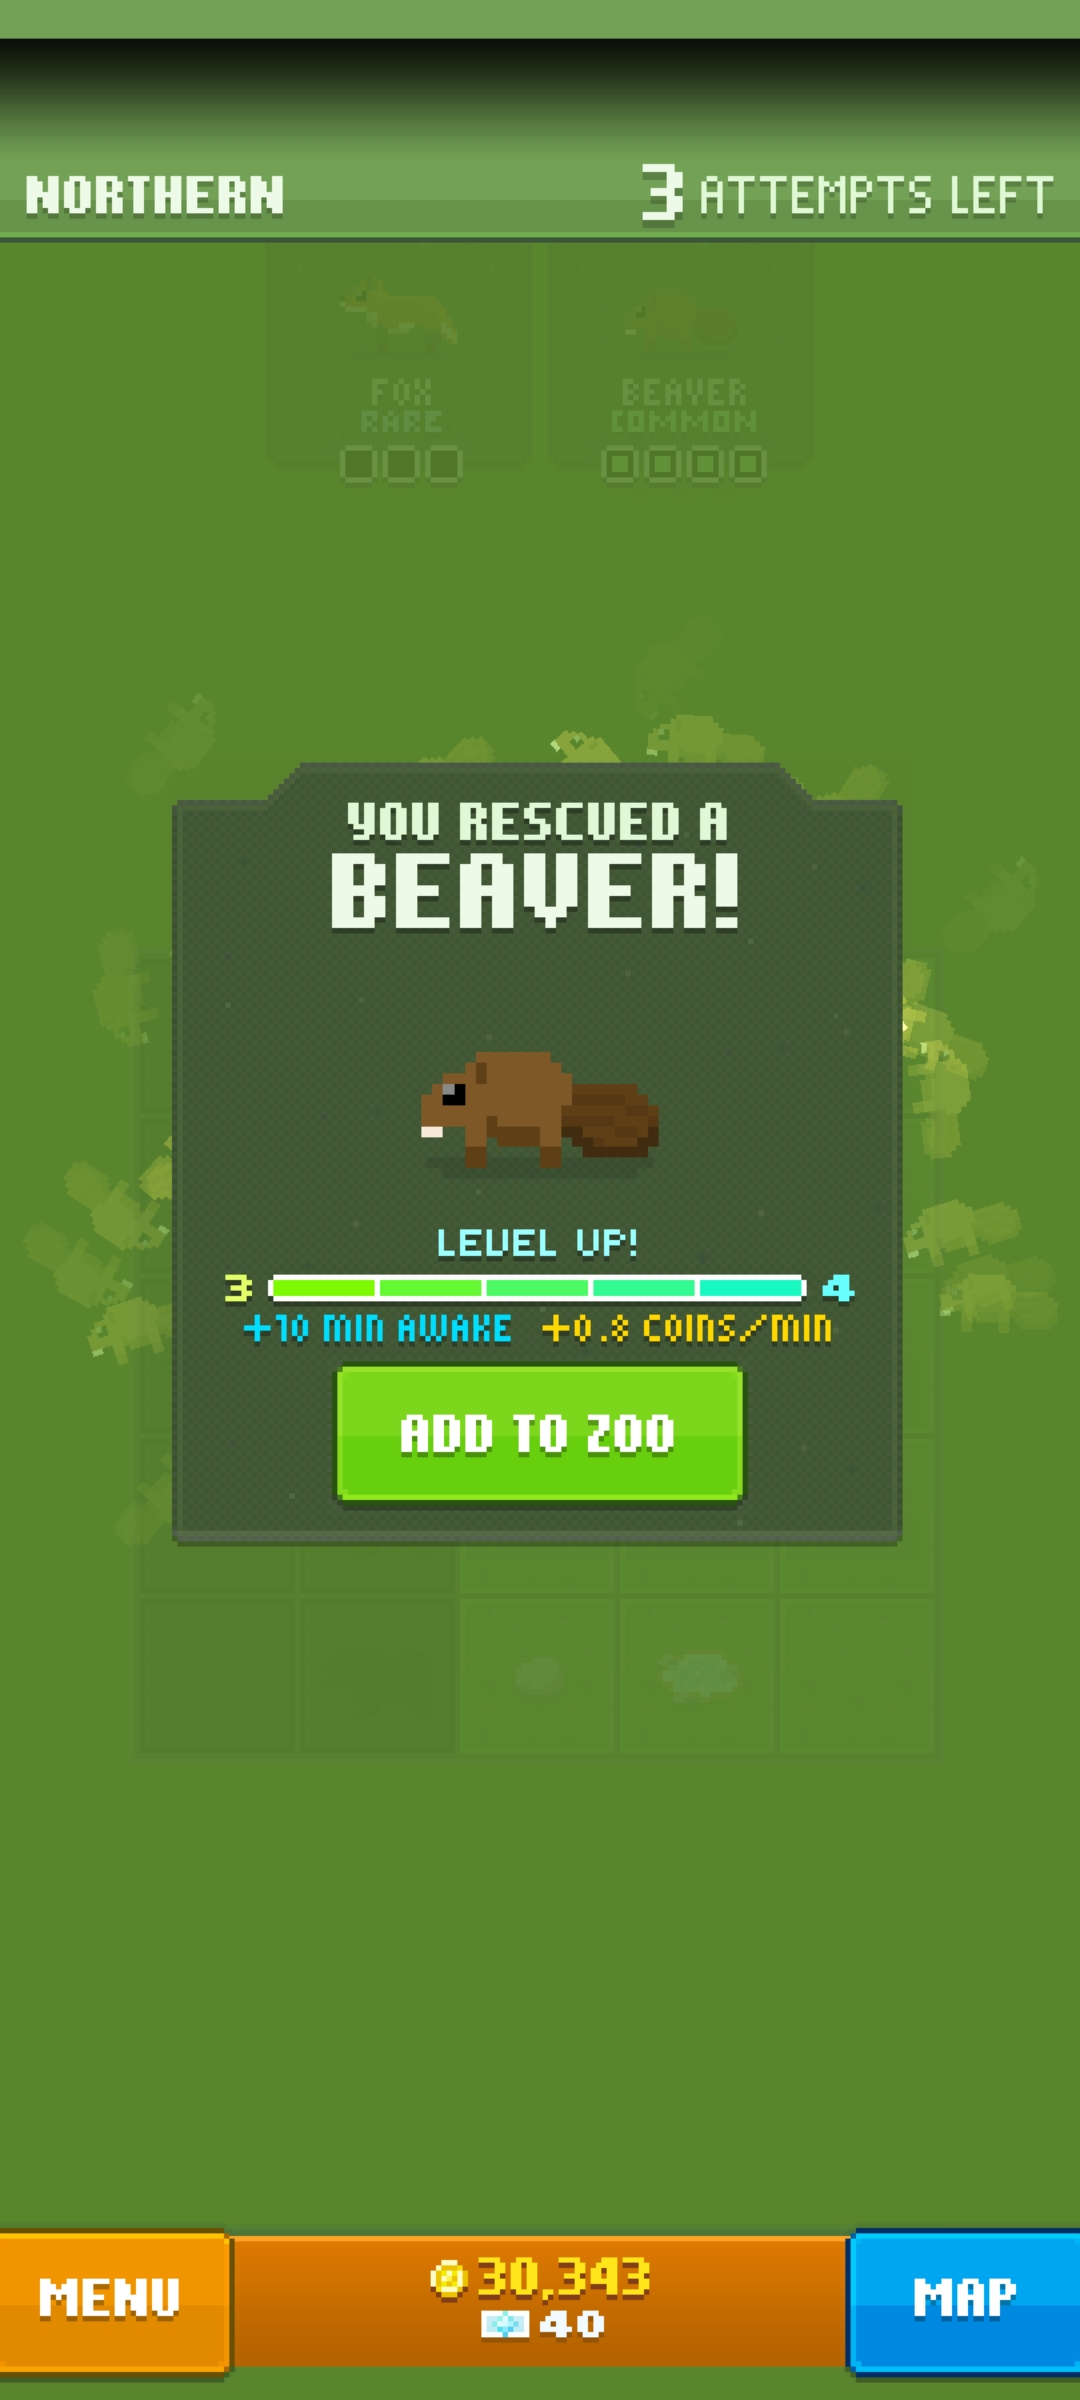 NORTHERN
3 ATTEMPTS LEFT
FOX
RARE
BEAVER
COMMON
YOU RESCUED A
BEAVER!
LEVEL UP!
3
4
+10 MIN AWAKE +0.8 COINS/MIN
ADD TO ZOO
MENU
30,343
40
MAP